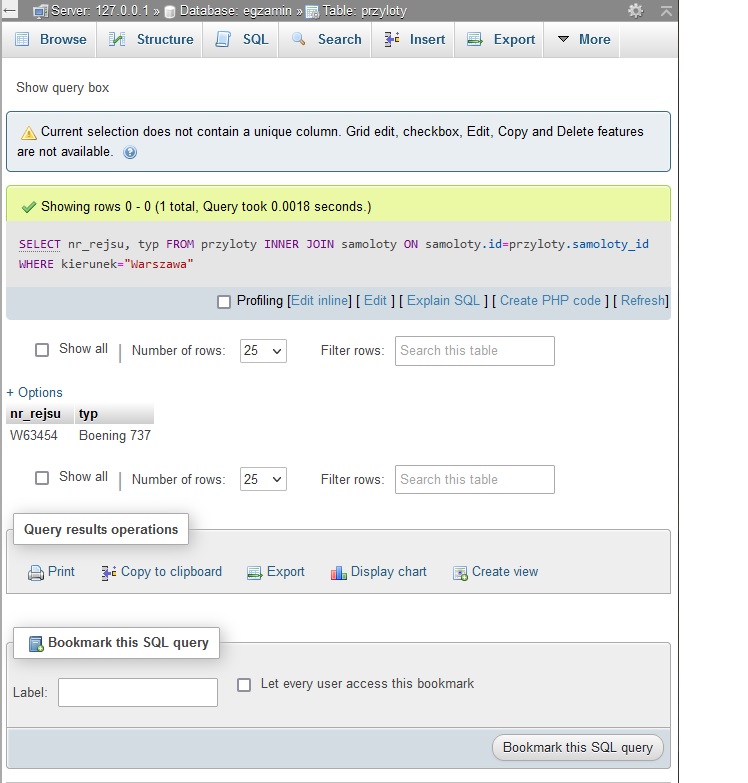 Server: 127.0.0.1 » Database: egzamin » Table: przyloty
Browse Structure SQL Search Insert Export More
Show query box
Current selection does not contain a unique column. Grid edit, checkbox, Edit, Copy and Delete features
are not available.
Showing rows 0 - 0 (1 total, Query took 0.0018 seconds.)
SELECT nr_rejsu, typ FROM przyloty INNER JOIN samoloty ON samoloty.id=przyloty.samoloty_id
WHERE kierunek="Warszawa"
Profiling [Edit inline] [ Edit ] [ Explain SQL ] [ Create PHP code ] [ Refresh]
Show all | Number of rows: 25 Filter rows: Search this table
+ Options
nr_rejsu typ
W63454 Boening 737
Show all | Number of rows: 25 Filter rows: Search this table
Query results operations
Print Copy to clipboard Export Display chart Create view
Bookmark this SQL query
Label: Let every user access this bookmark
Bookmark this SQL query